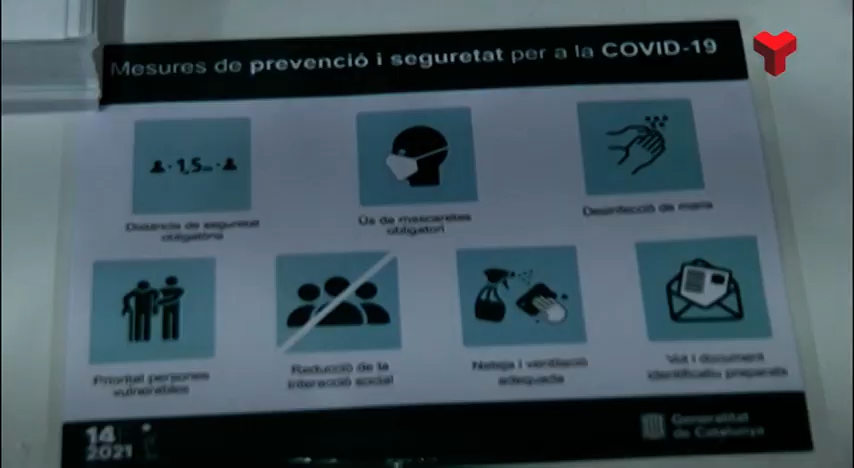 Mesures de prevenció i seguretat per a la COVID-19
1,5m
Distància de seguretat
obligatòria
Ús de mascaretes
obligatori
Desinfecció de mans
Prioritat persones
vulnerables
Reducció de la
interacció social
Neteja i ventilació
adequada
Vot i document
identificatiu preparats
14
2021
Generalitat
de Catalunya